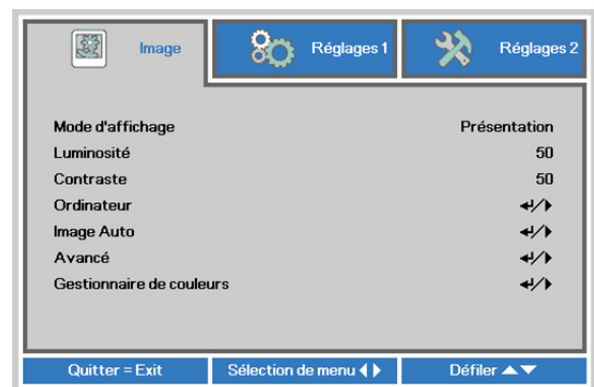 Image Réglages 1 Réglages 2
Mode d'affichage Présentation
Luminosité 50
Contraste 50
Ordinateur
Image Auto
Avancé
Gestionnaire de couleurs
Quitter = Exit Sélection de menu Défiler